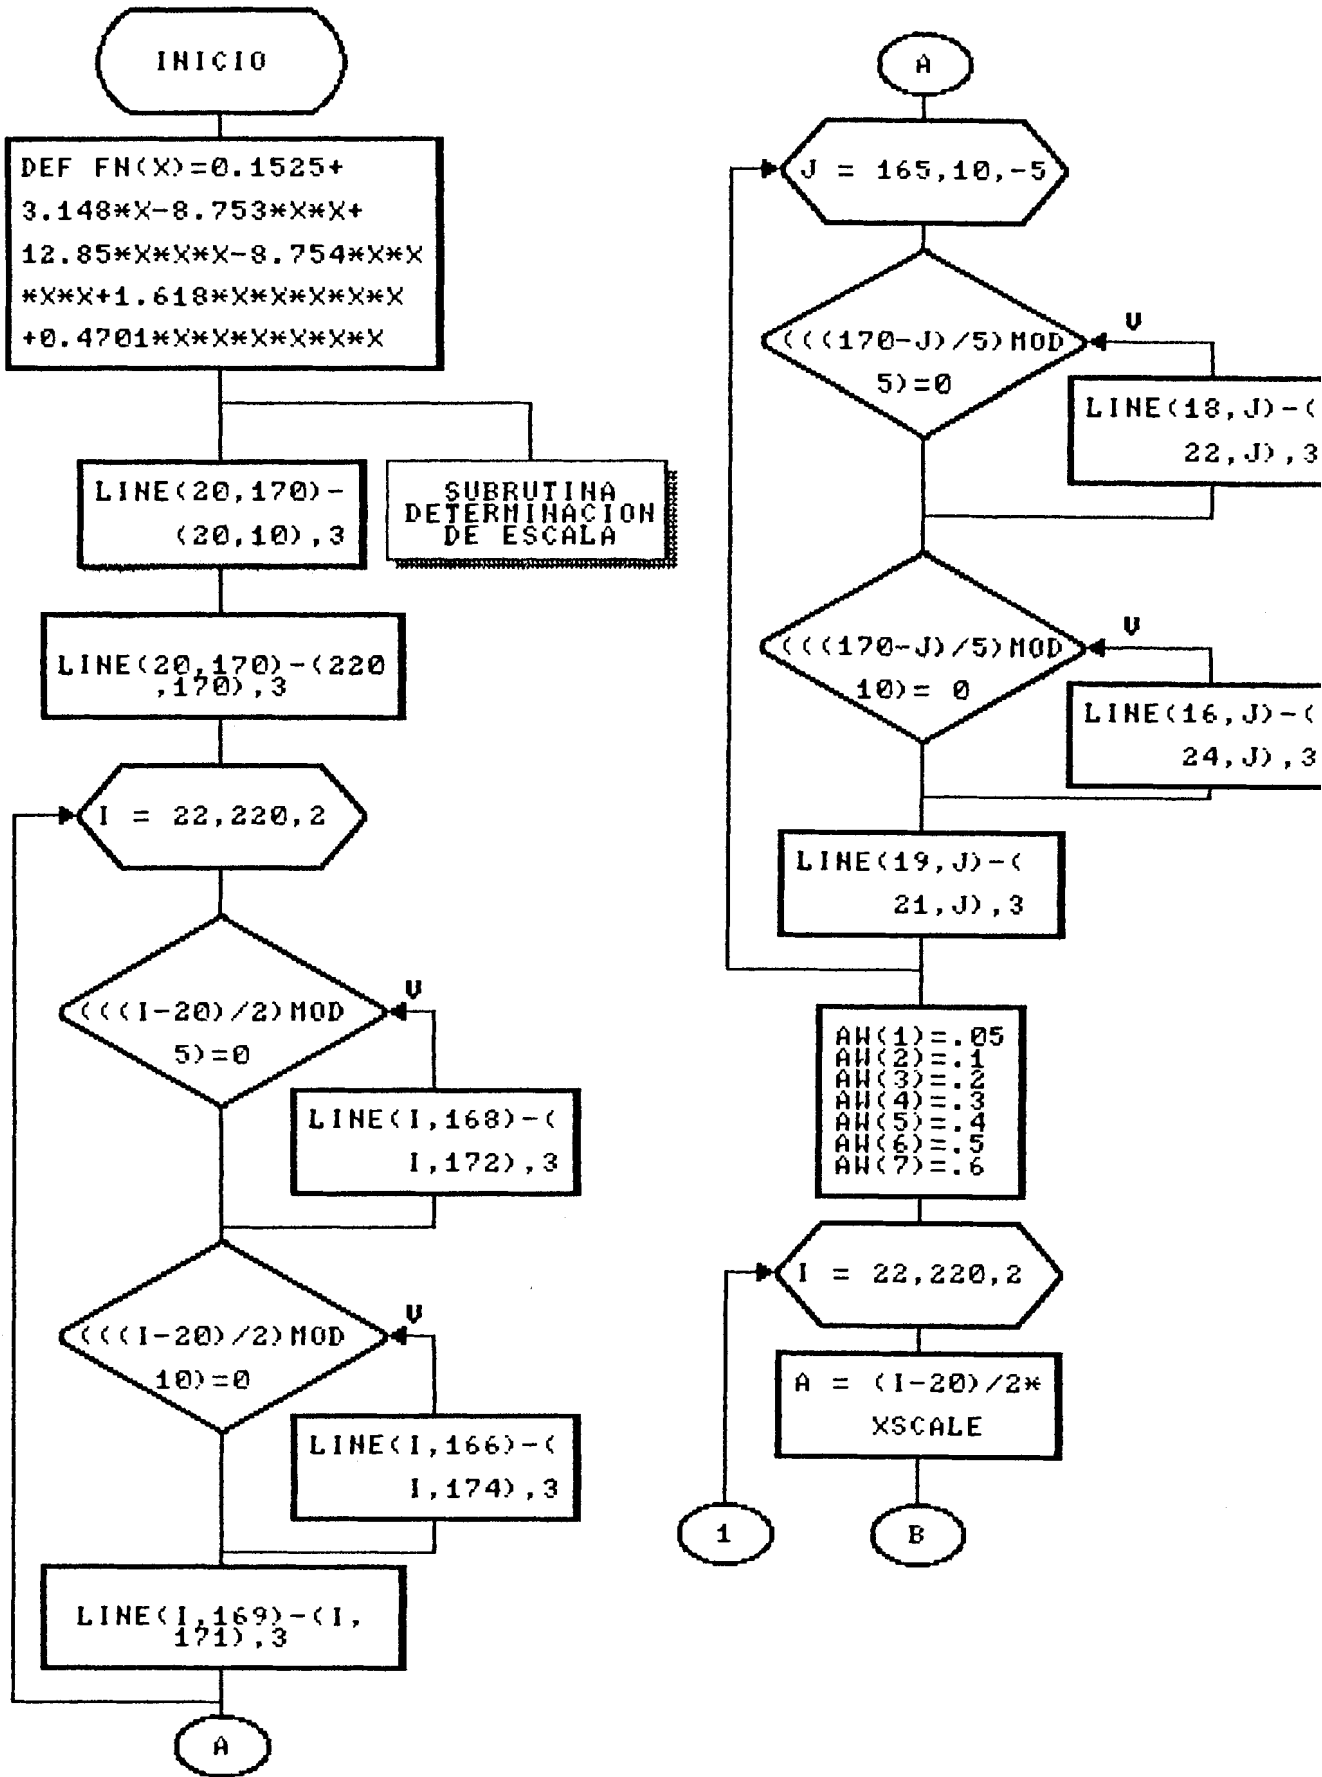 INICIO
DEF FN(X)=0.1525+
3.148*X-8.753*X*X+
12.85*X*X*X-8.754*X*X
*X*X+1.618*X*X*X*X*X
+0.4701*X*X*X*X*X*X
LINE(20,170)-
(20,10),3
SUBRUTINA
DETERMINACION
DE ESCALA
LINE(20,170)-(220
,170),3
I = 22,220,2
(((I-20)/2)MOD
5)=0
V
LINE(I,168)-(
I,172),3
(((I-20)/2)MOD
10)=0
V
LINE(I,166)-(
I,174),3
LINE(I,169)-(I,
171),3
A
A
J = 165,10,-5
(((170-J)/5)MOD
5)=0
V
LINE(18,J)-(
22,J),3
(((170-J)/5)MOD
10)= 0
V
LINE(16,J)-(
24,J),3
LINE(19,J)-(
21,J),3
AW(1)=.05
AW(2)=.1
AW(3)=.2
AW(4)=.3
AW(5)=.4
AW(6)=.5
AW(7)=.6
I = 22,220,2
A = (I-20)/2*
XSCALE
1
B